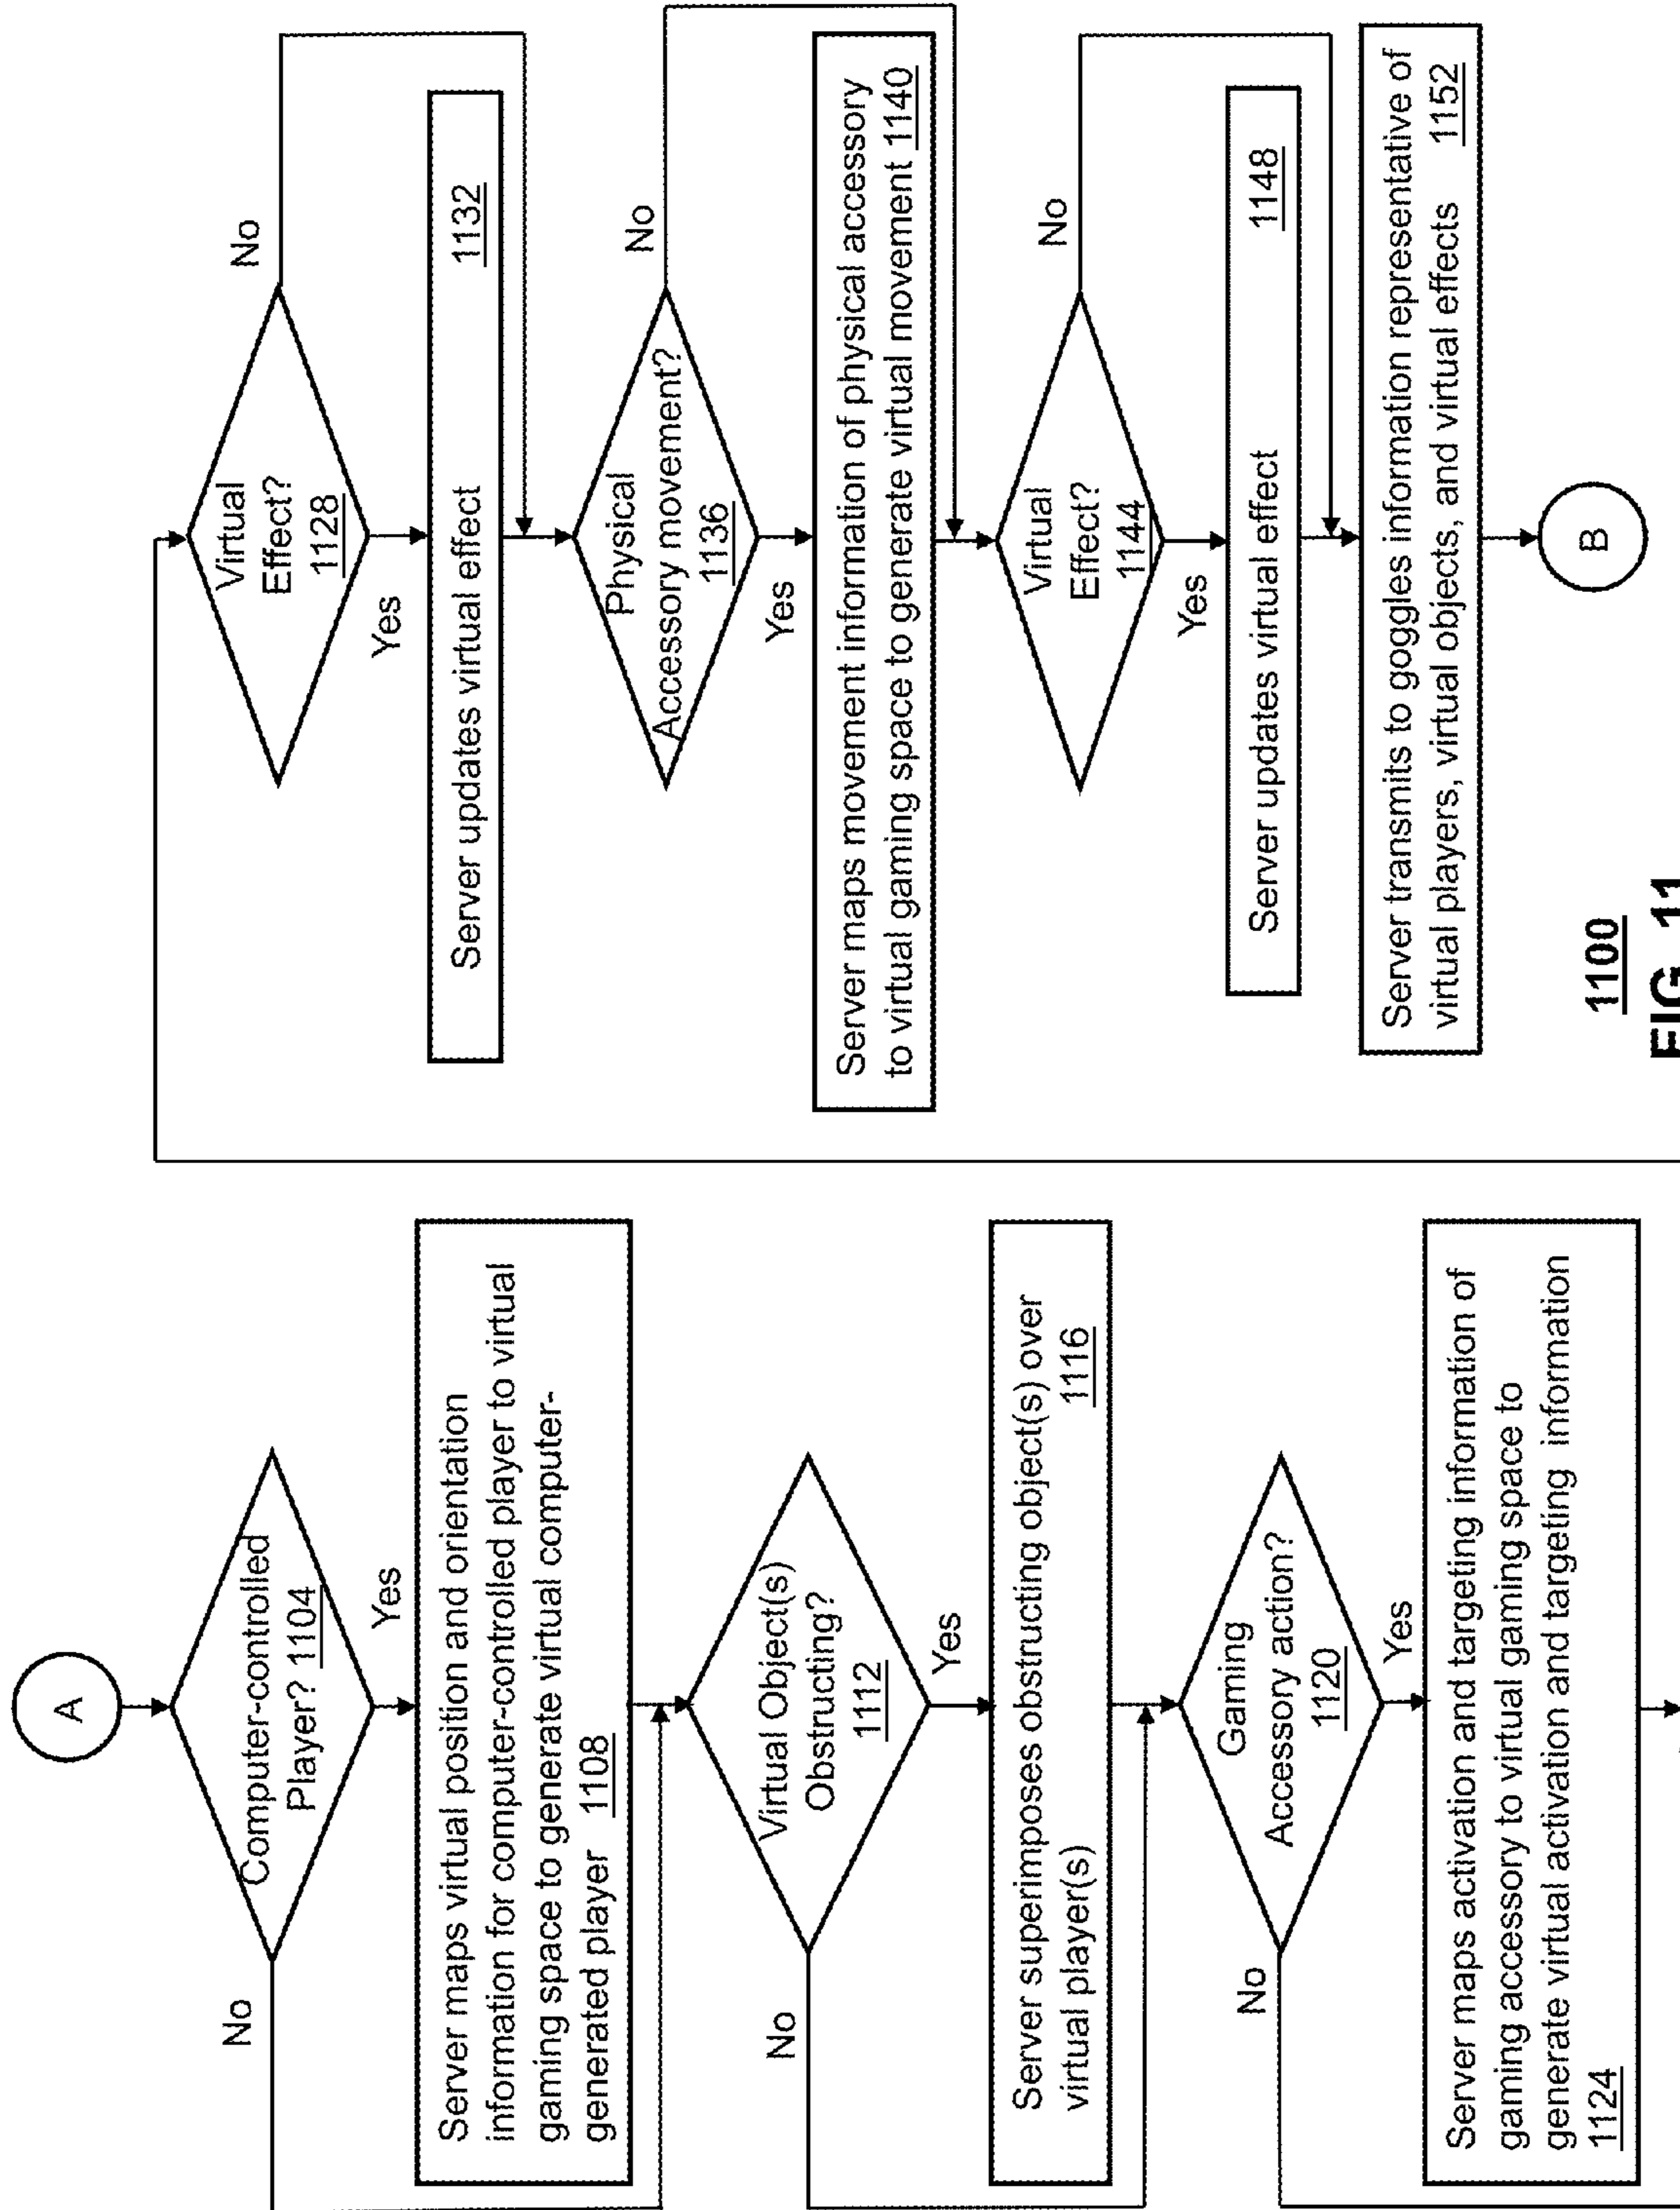 A
Computer-controlled
Player? 1104
No
Yes
Server maps virtual position and orientation
information for computer-controlled player to virtual
gaming space to generate virtual computer-
generated player 1108
Virtual Object(s)
Obstructing?
1112
No
Yes
Server superimposes obstructing object(s) over
virtual player(s) 1116
Gaming
Accessory action?
1120
No
Yes
Server maps activation and targeting information of
gaming accessory to virtual gaming space to
generate virtual activation and targeting information
1124
Virtual
Effect?
1128
No
Yes
Server updates virtual effect 1132
Physical
Accessory movement?
1136
No
Yes
Server maps movement information of physical accessory
to virtual gaming space to generate virtual movement 1140
Virtual
Effect?
1144
No
Yes
Server updates virtual effect 1148
Server transmits to goggles information representative of
virtual players, virtual objects, and virtual effects 1152
B
1100
FIG. 11